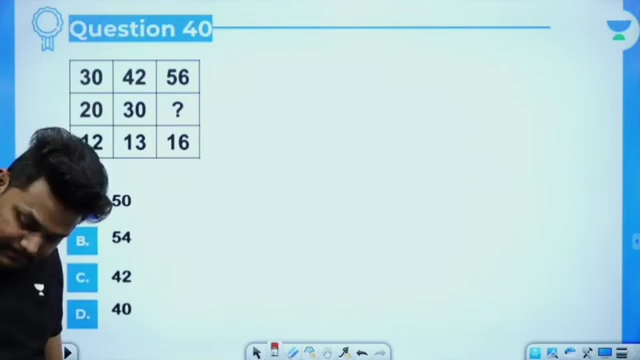 Question 40
30 42 56
20 30 ?
12 13 16
50
B. 54
C. 42
D. 40